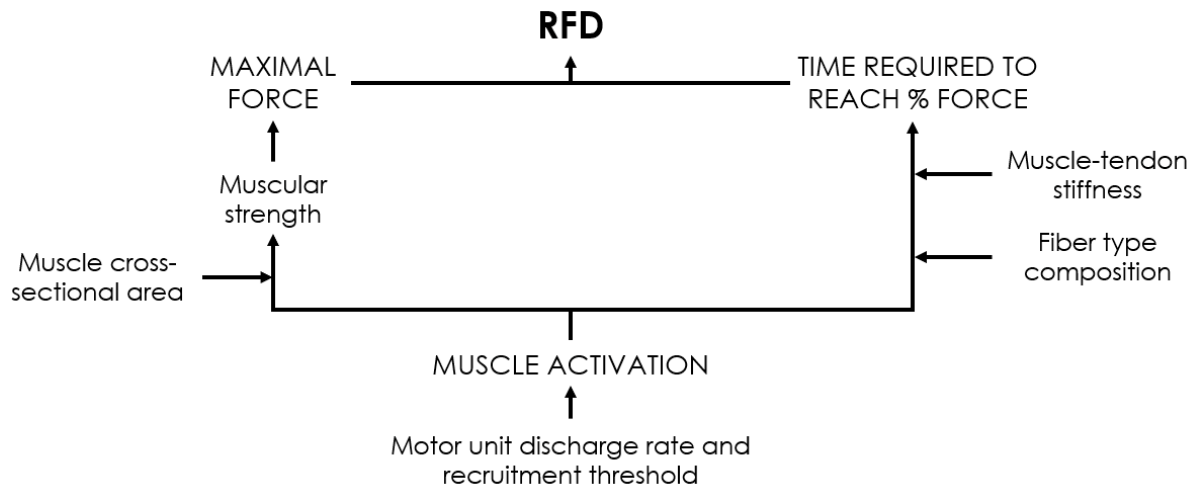 RFD
MAXIMAL
FORCE
TIME REQUIRED TO
REACH % FORCE
Muscular
strength
Muscle-tendon
stiffness
Muscle cross-
sectional area
Fiber type
composition
MUSCLE ACTIVATION
Motor unit discharge rate and
recruitment threshold